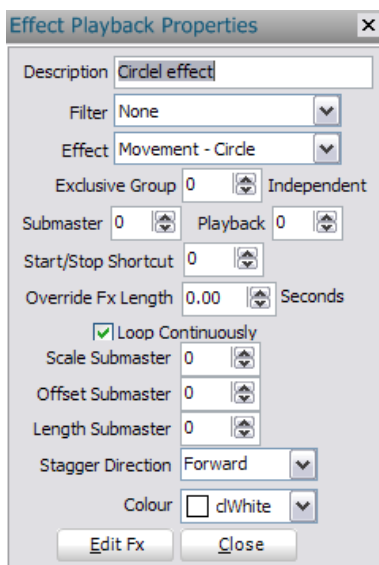 Effect Playback Properties
Description Circlel effect
Filter None
Effect Movement - Circle
Exclusive Group 0 Independent
Submaster 0 Playback 0
Start/Stop Shortcut 0
Override Fx Length 0.00 Seconds
Loop Continuously
Scale Submaster 0
Offset Submaster 0
Length Submaster 0
Stagger Direction Forward
Colour clWhite
Edit Fx Close